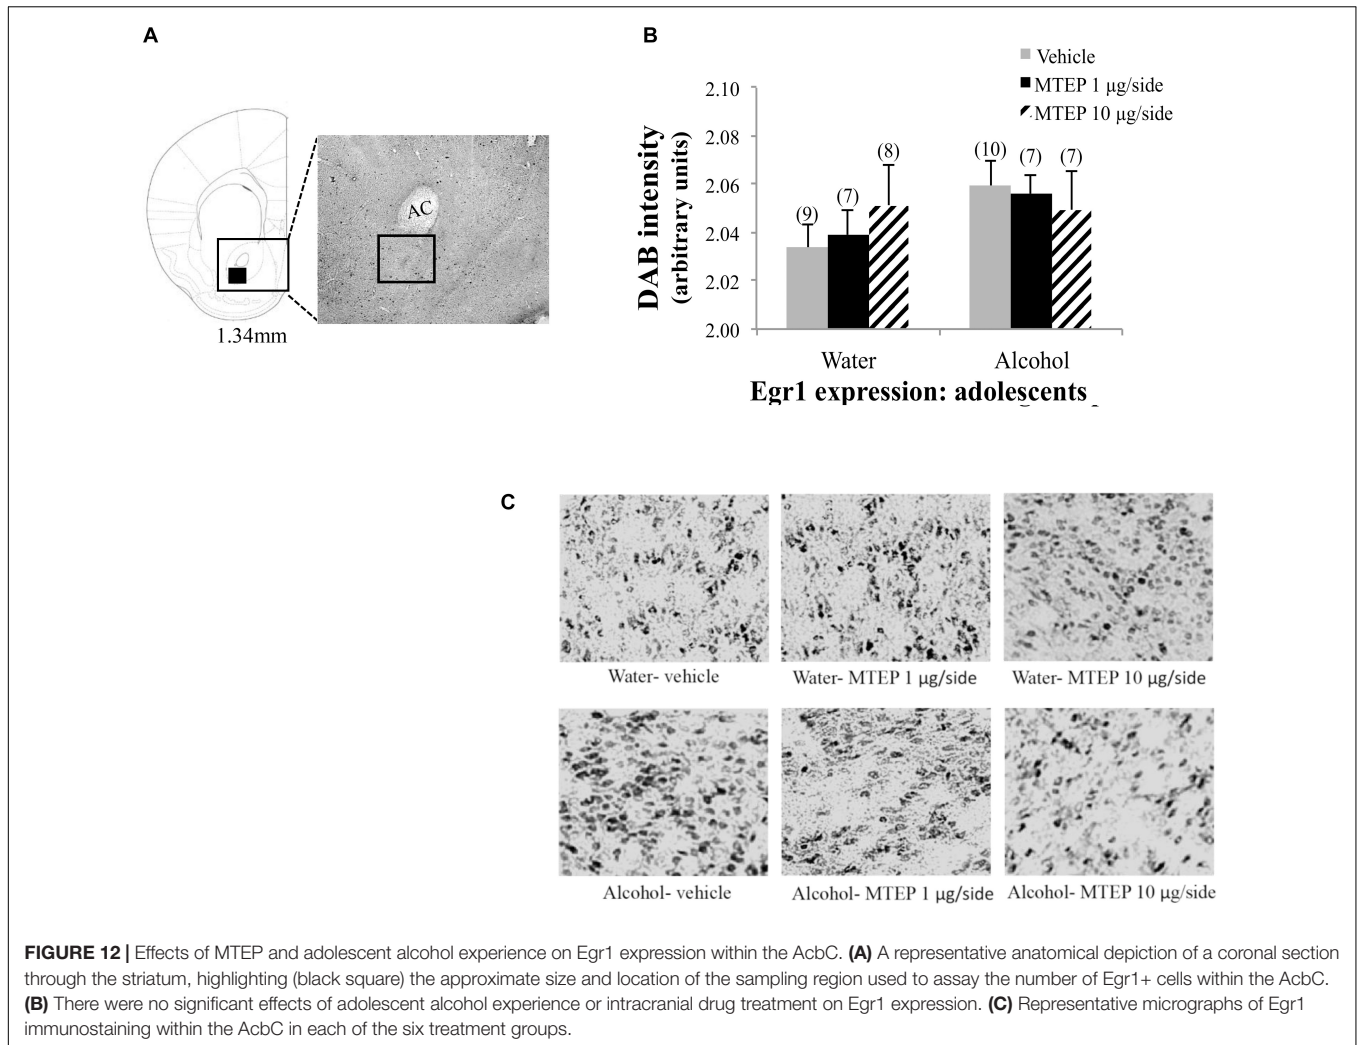 A
B
Vehicle
MTEP 1 µg/side
MTEP 10 µg/side
DAB intensity
(arbitrary units)
2.10
2.08
2.06
2.04
2.02
2.00
(9)
(7)
(8)
(10)
(7)
(7)
AC
1.34mm
Water
Alcohol
Egr1 expression: adolescents
C
Water- vehicle
Water- MTEP 1 µg/side
Water- MTEP 10 µg/side
Alcohol- vehicle
Alcohol- MTEP 1 µg/side
Alcohol- MTEP 10 µg/side
FIGURE 12 | Effects of MTEP and adolescent alcohol experience on Egr1 expression within the AcbC. (A) A representative anatomical depiction of a coronal section
through the striatum, highlighting (black square) the approximate size and location of the sampling region used to assay the number of Egr1+ cells within the AcbC.
(B) There were no significant effects of adolescent alcohol experience or intracranial drug treatment on Egr1 expression. (C) Representative micrographs of Egr1
immunostaining within the AcbC in each of the six treatment groups.